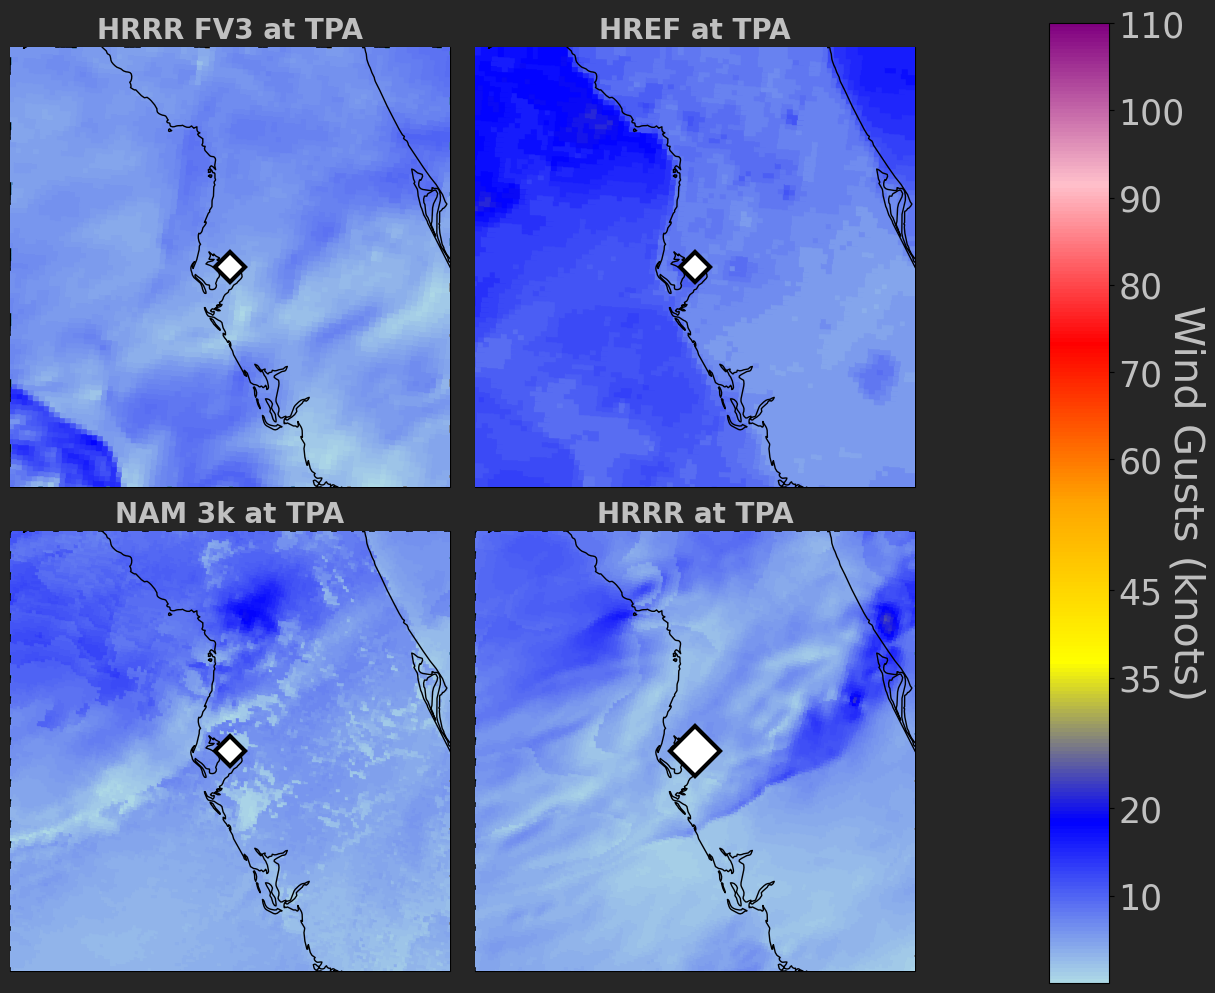 HRRR FV3 at TPA
HREF at TPA
NAM 3k at TPA
HRRR at TPA
110
100
90
80
70
60
45
35
20
10
Wind Gusts (knots)